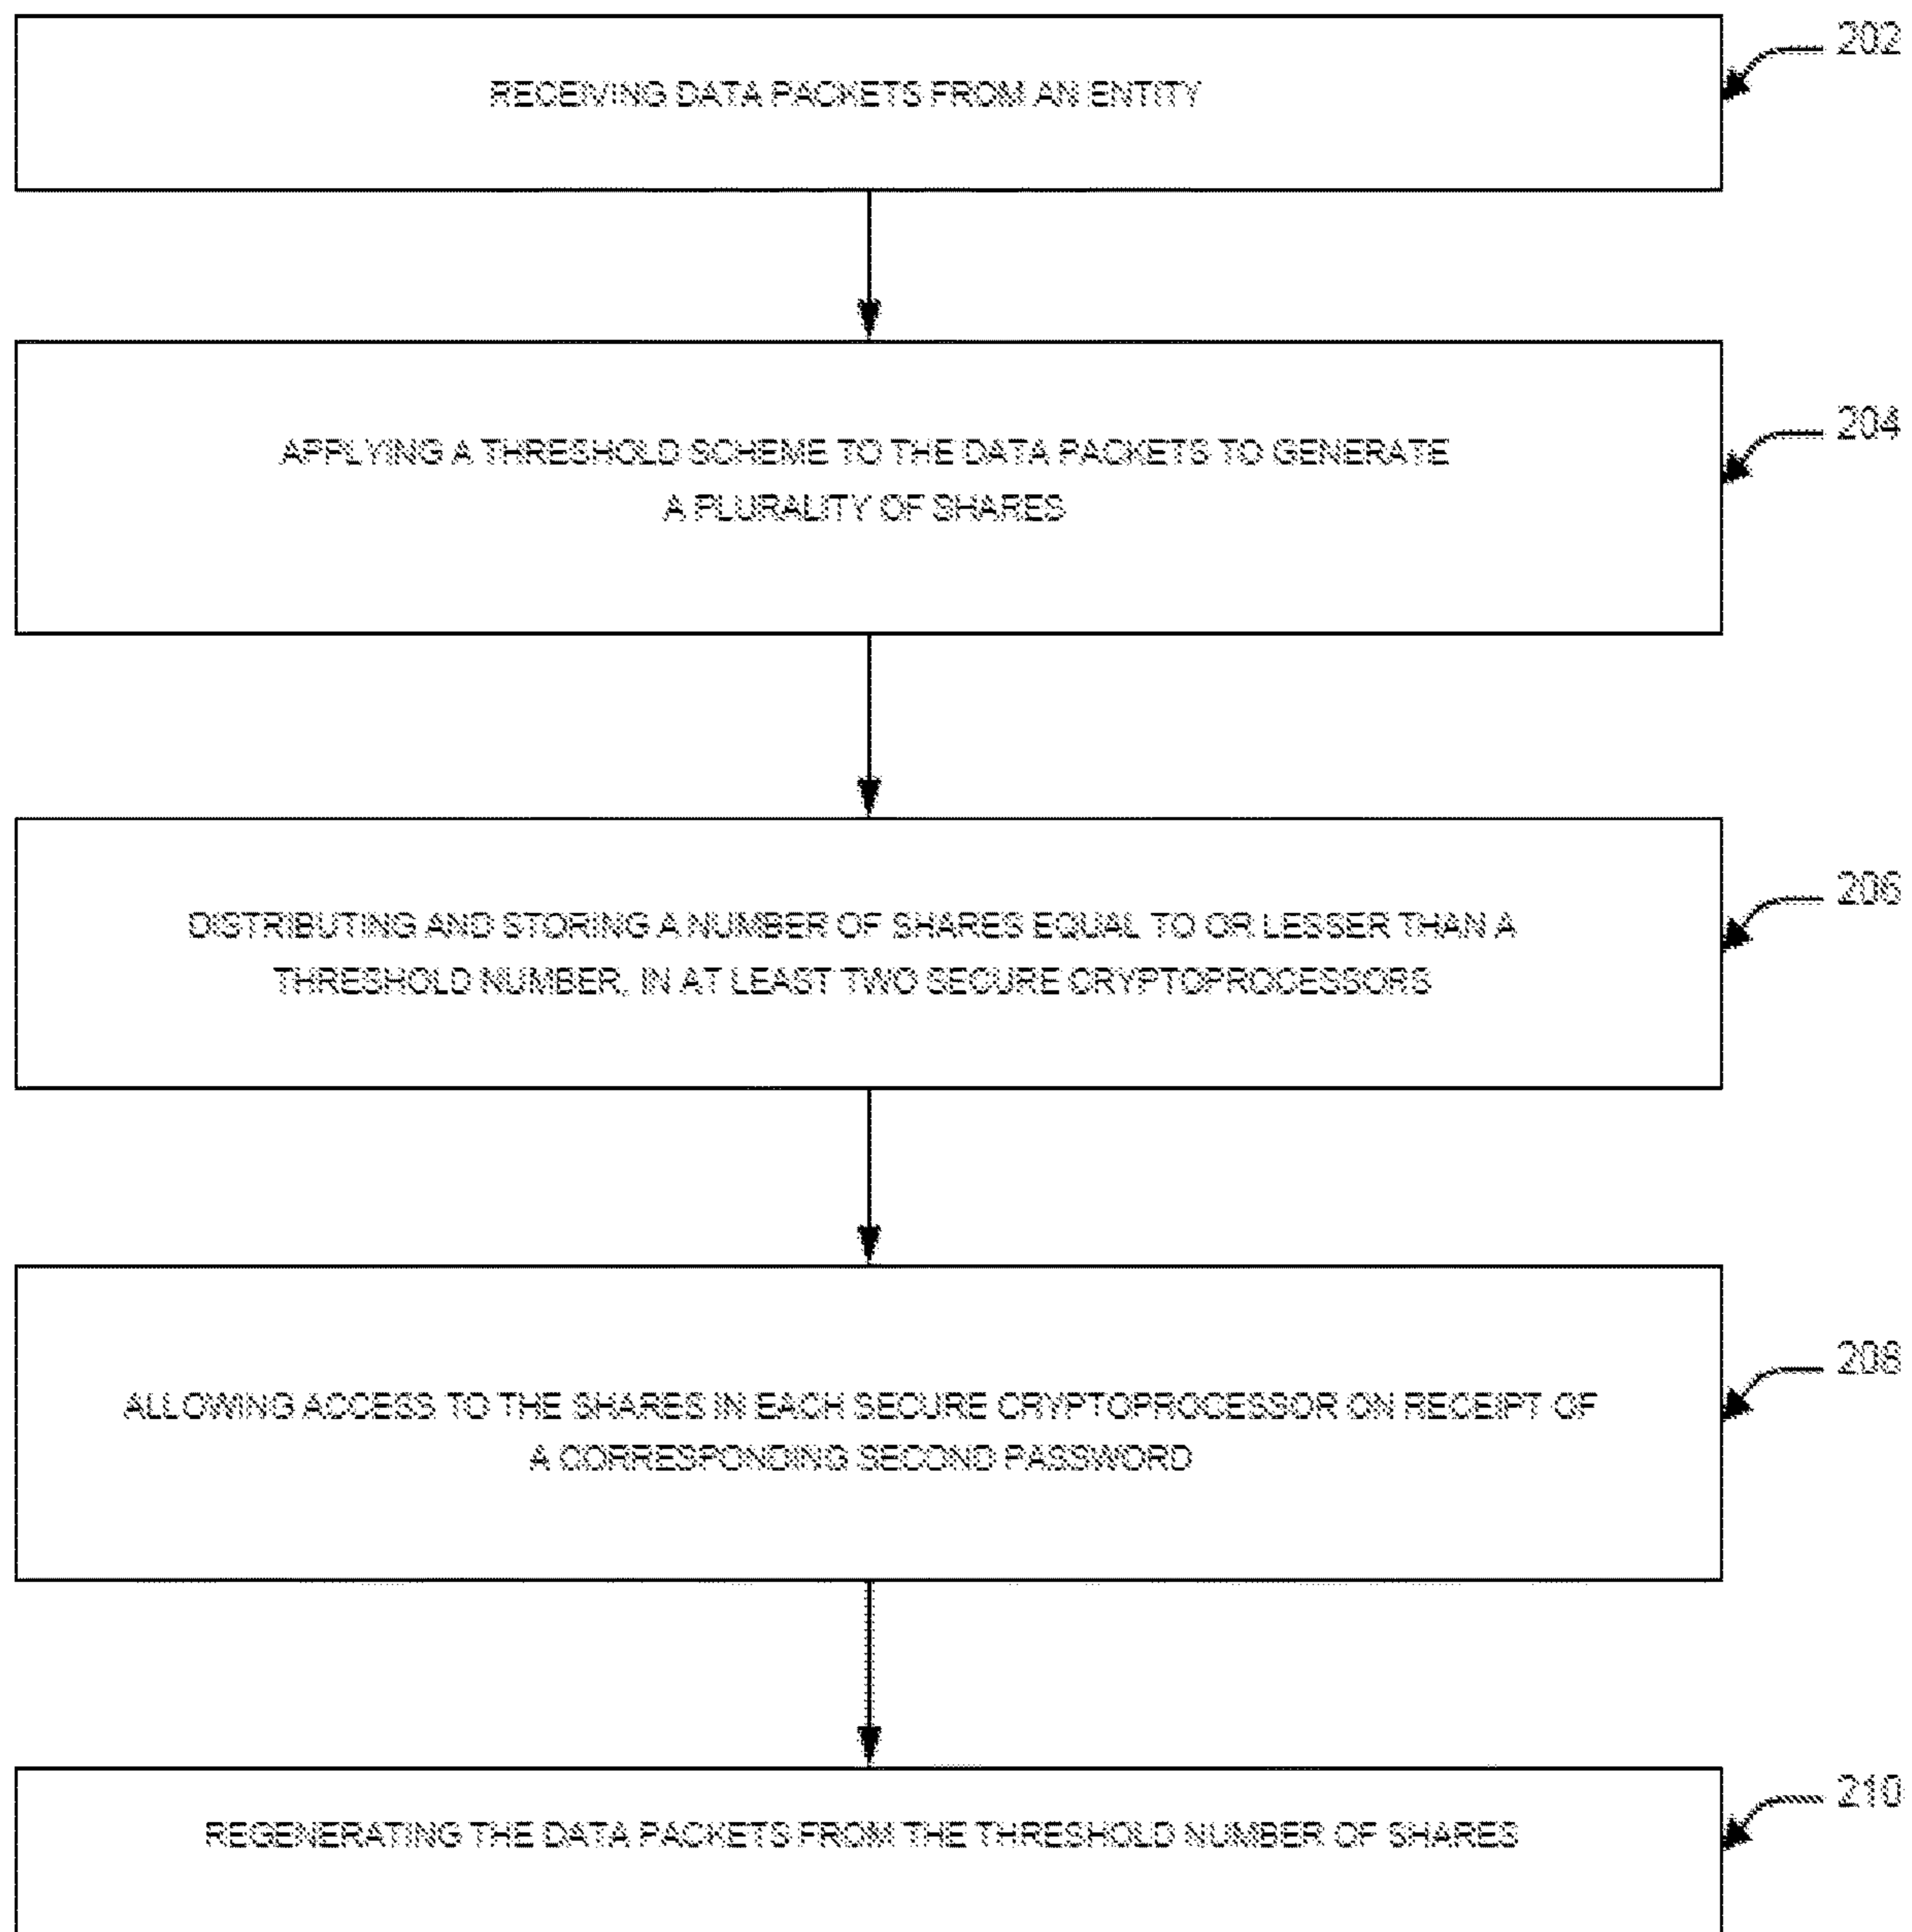 RECEIVING DATA PACKETS FROM AN ENTITY
202
APPLYING A THRESHOLD SCHEME TO THE DATA PACKETS TO GENERATE
A PLURALITY OF SHARES
204
DISTRIBUTING AND STORING A NUMBER OF SHARES EQUAL TO OR LESSER THAN A
THRESHOLD NUMBER, IN AT LEAST TWO SECURE CRYPTOPROCESSORS
206
ALLOWING ACCESS TO THE SHARES IN EACH SECURE CRYPTOPROCESSOR ON RECEIPT OF
A CORRESPONDING SECOND PASSWORD
208
REGENERATING THE DATA PACKETS FROM THE THRESHOLD NUMBER OF SHARES
210